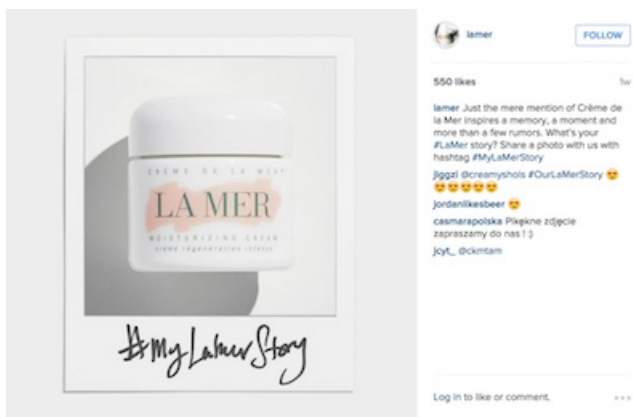 CRÈME DE LA MER
LA MER
MOISTURIZING CREAM
crème régénération intense
#MyLaMerStory
lamer
FOLLOW
550 likes
1w
lamer Just the mere mention of Crème de
la Mer inspires a memory, a moment and
more than a few rumors. What's your
#LaMer story? Share a photo with us with
hashtag #MyLaMerStory
jiggzl @creamyshols #OurLaMerStory 😍
😍😍😍😍😍
jordanlikesbeer 😍
casmarapolska Pikękne zdjęcie
zapraszamy do nas ! :)
jcyt_ @ckmtam
Log in to like or comment.